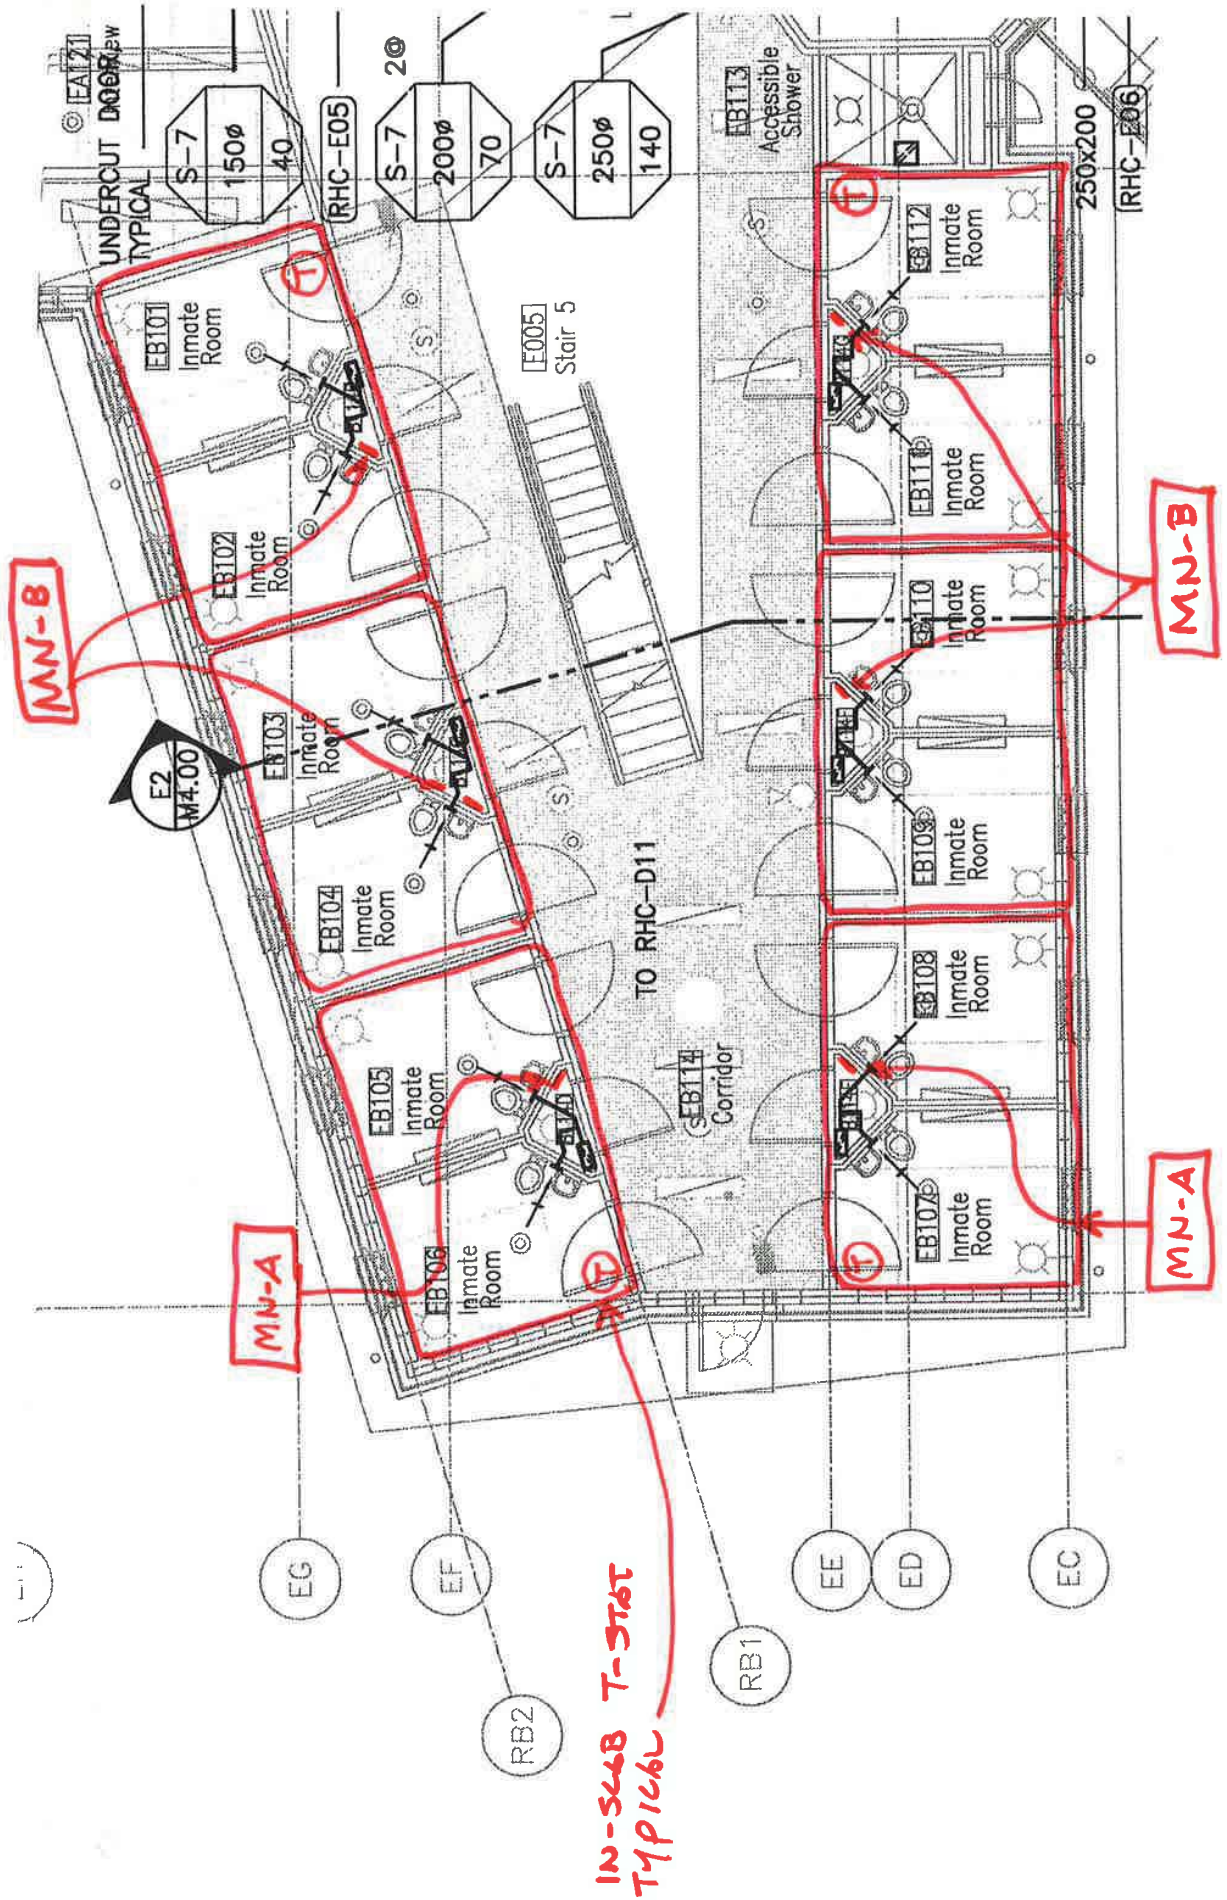 EA121
UNDERCUT DOOR
TYPICAL
S-7
150ø
40
RHC-E05
S-7
200ø
70
2@
S-7
250ø
140
EB113
Accessible
Shower
250x200
RHC-E06
EB101
Inmate
Room
EB102
Inmate
Room
EB103
Inmate
Room
EB104
Inmate
Room
EB105
Inmate
Room
EB106
Inmate
Room
E005
Stair 5
EB112
Inmate
Room
EB111
Inmate
Room
EB110
Inmate
Room
EB109
Inmate
Room
EB108
Inmate
Room
EB107
Inmate
Room
TO RHC-D11
EB114
Corridor
S
S
S
S
T
T
T
T
MN-B
MN-B
MN-A
MN-A
E2
M4.00
EG
EF
EE
ED
EC
RB2
RB1
IN-SLAB T-STAT
TYPICAL